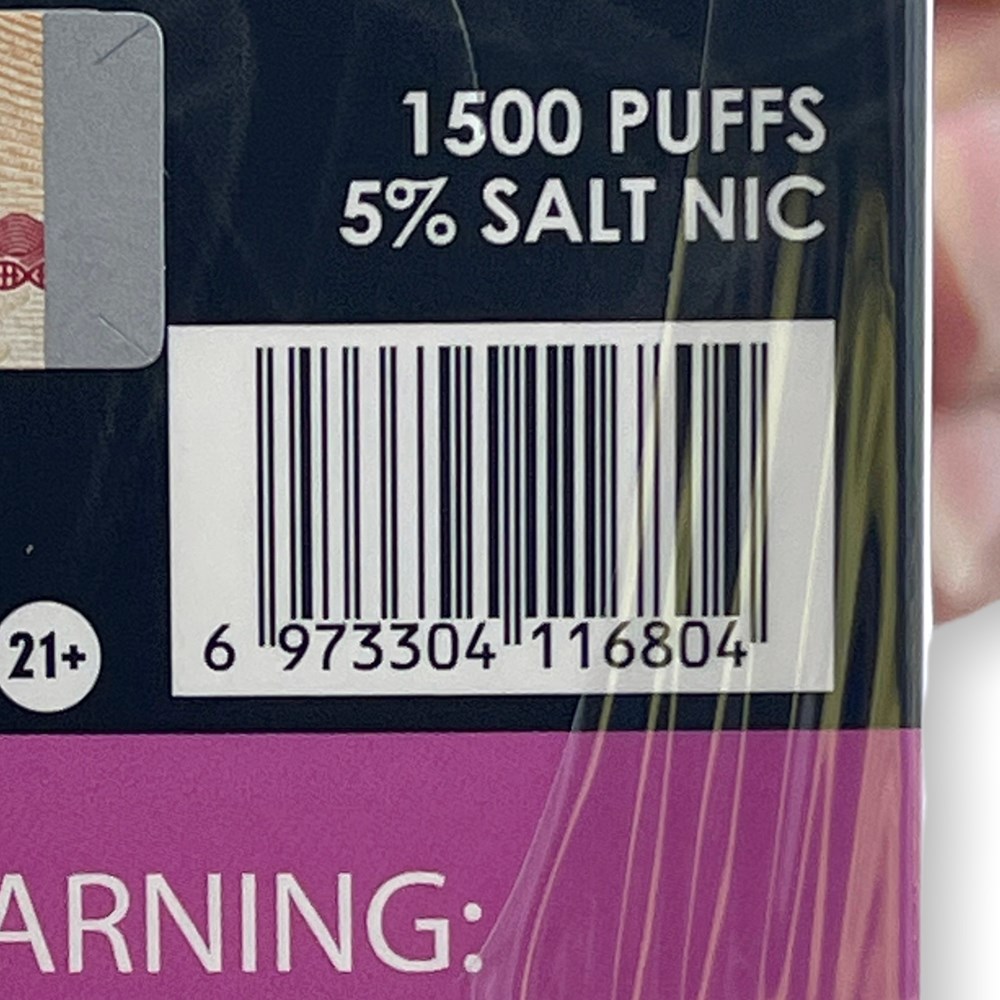 1500 PUFFS
5% SALT NIC
21+
6 973304 116804
ARNING: